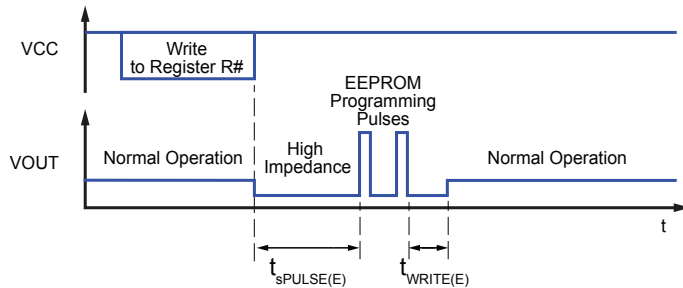 VCC
Write
to Register R#
EEPROM
Programming
Pulses
VOUT
Normal Operation
High
Impedance
Normal Operation
t
tsPULSE(E)
tWRITE(E)